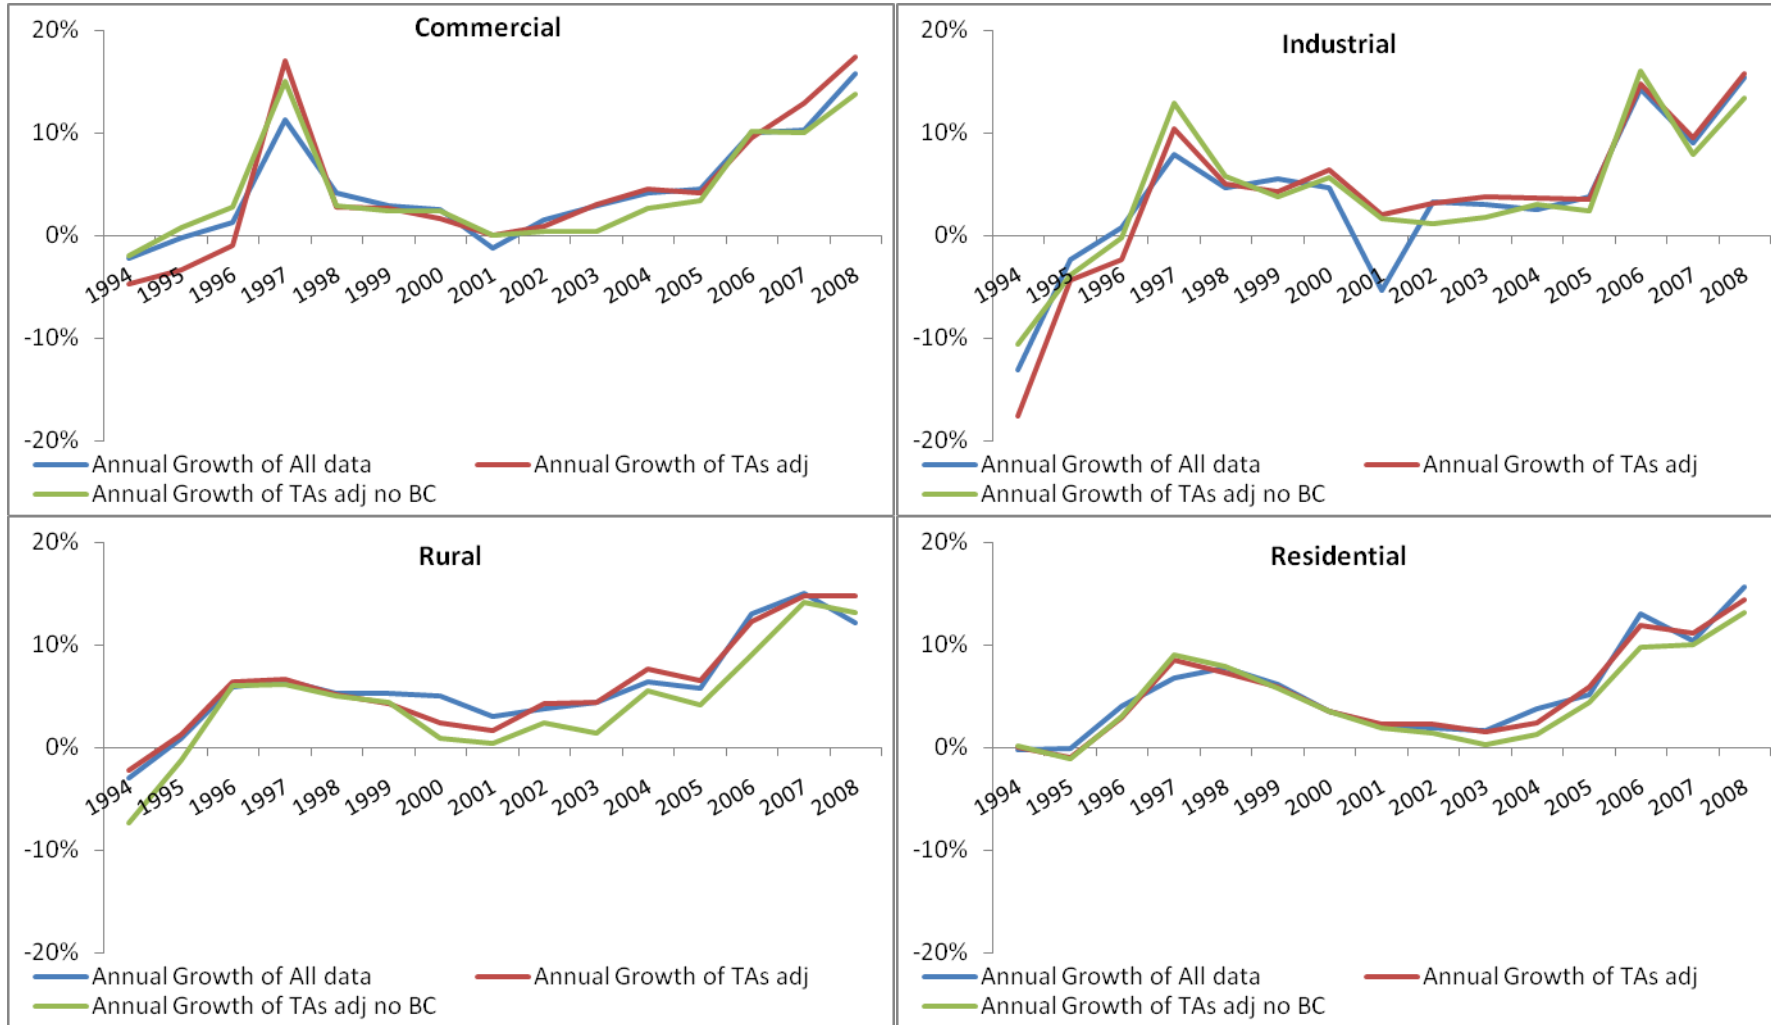 Commercial
20%
10%
0%
-10%
-20%
1994 1995 1996 1997 1998 1999 2000 2001 2002 2003 2004 2005 2006 2007 2008
Annual Growth of All data Annual Growth of TAs adj
Annual Growth of TAs adj no BC
Industrial
20%
10%
0%
-10%
-20%
1994 1995 1996 1997 1998 1999 2000 2001 2002 2003 2004 2005 2006 2007 2008
Annual Growth of All data Annual Growth of TAs adj
Annual Growth of TAs adj no BC
Rural
20%
10%
0%
-10%
-20%
1994 1995 1996 1997 1998 1999 2000 2001 2002 2003 2004 2005 2006 2007 2008
Annual Growth of All data Annual Growth of TAs adj
Annual Growth of TAs adj no BC
Residential
20%
10%
0%
-10%
-20%
1994 1995 1996 1997 1998 1999 2000 2001 2002 2003 2004 2005 2006 2007 2008
Annual Growth of All data Annual Growth of TAs adj
Annual Growth of TAs adj no BC